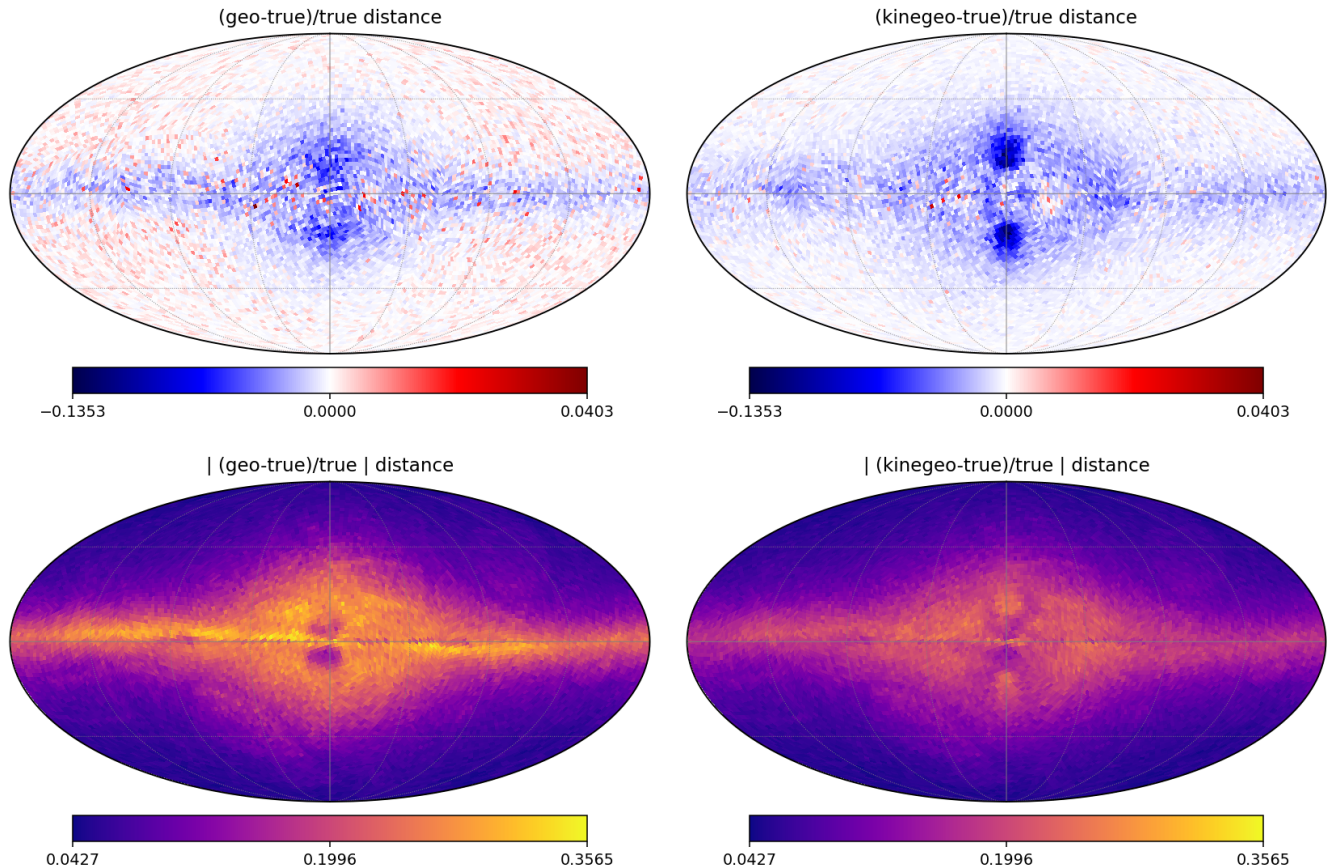 (geo-true)/true distance
(kinegeo-true)/true distance
−0.1353 0.0000 0.0403
−0.1353 0.0000 0.0403
| (geo-true)/true | distance
| (kinegeo-true)/true | distance
0.0427 0.1996 0.3565
0.0427 0.1996 0.3565